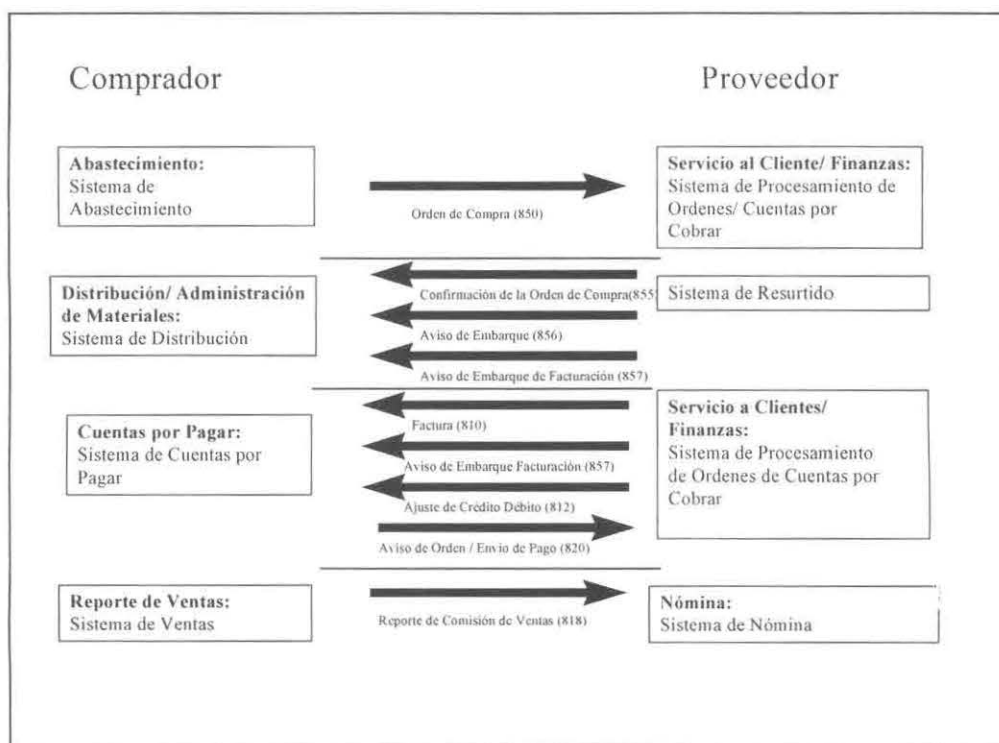 Comprador
Proveedor
Abastecimiento:
Sistema de
Abastecimiento
Orden de Compra (850)
Servicio al Cliente/ Finanzas:
Sistema de Procesamiento de
Ordenes/ Cuentas por
Cobrar
Distribución/ Administración
de Materiales:
Sistema de Distribución
Confirmación de la Orden de Compra(855)
Aviso de Embarque (856)
Aviso de Embarque de Facturación (857)
Sistema de Resurtido
Cuentas por Pagar:
Sistema de Cuentas por
Pagar
Factura (810)
Aviso de Embarque Facturación (857)
Ajuste de Crédito Débito (812)
Aviso de Orden / Envio de Pago (820)
Servicio a Clientes/
Finanzas:
Sistema de Procesamiento
de Ordenes de Cuentas por
Cobrar
Reporte de Ventas:
Sistema de Ventas
Reporte de Comisión de Ventas (818)
Nómina:
Sistema de Nómina